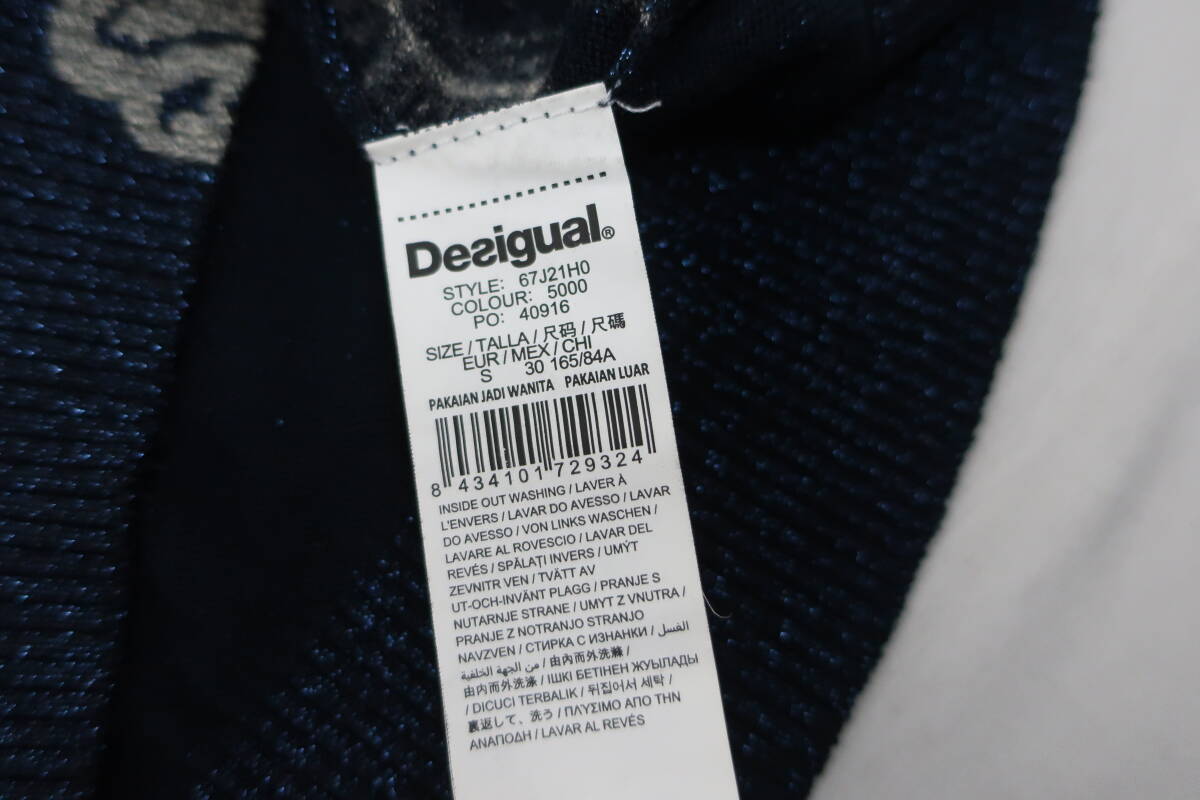 Desigual®
STYLE: 67J21H0
COLOUR: 5000
PO: 40916
SIZE / TALLA / 尺码 / 尺碼
EUR / MEX / CHI
S 30 165/84A
PAKAIAN JADI WANITA PAKAIAN LUAR
8 434101 729324
INSIDE OUT WASHING / LAVER À
L'ENVERS / LAVAR DO AVESSO / LAVAR
DO AVESSO / VON LINKS WASCHEN /
LAVARE AL ROVESCIO / LAVAR DEL
REVÉS / SPĂLAȚI INVERS / UMÝT
ZEVNITR VEN / TVÄTT AV
UT-OCH-INVÄNT PLAGG / PRANJE S
NUTARNJE STRANE / UMYT Z VNUTRA /
PRANJE Z NOTRANJO STRANJO
NAVZVEN / СТИРКА С ИЗНАНКИ / الغسل
من الجهة الخلفية / 由內而外洗滌 /
由内而外洗涤 / ІШКІ БЕТІНЕН ЖУЫЛАДЫ
/ DICUCI TERBALIK / 뒤집어서 세탁 /
裏返して、洗う / ΠΛΥΣΙΜΟ ΑΠΟ ΤΗΝ
ΑΝΑΠΟΔΗ / LAVAR AL REVÉS